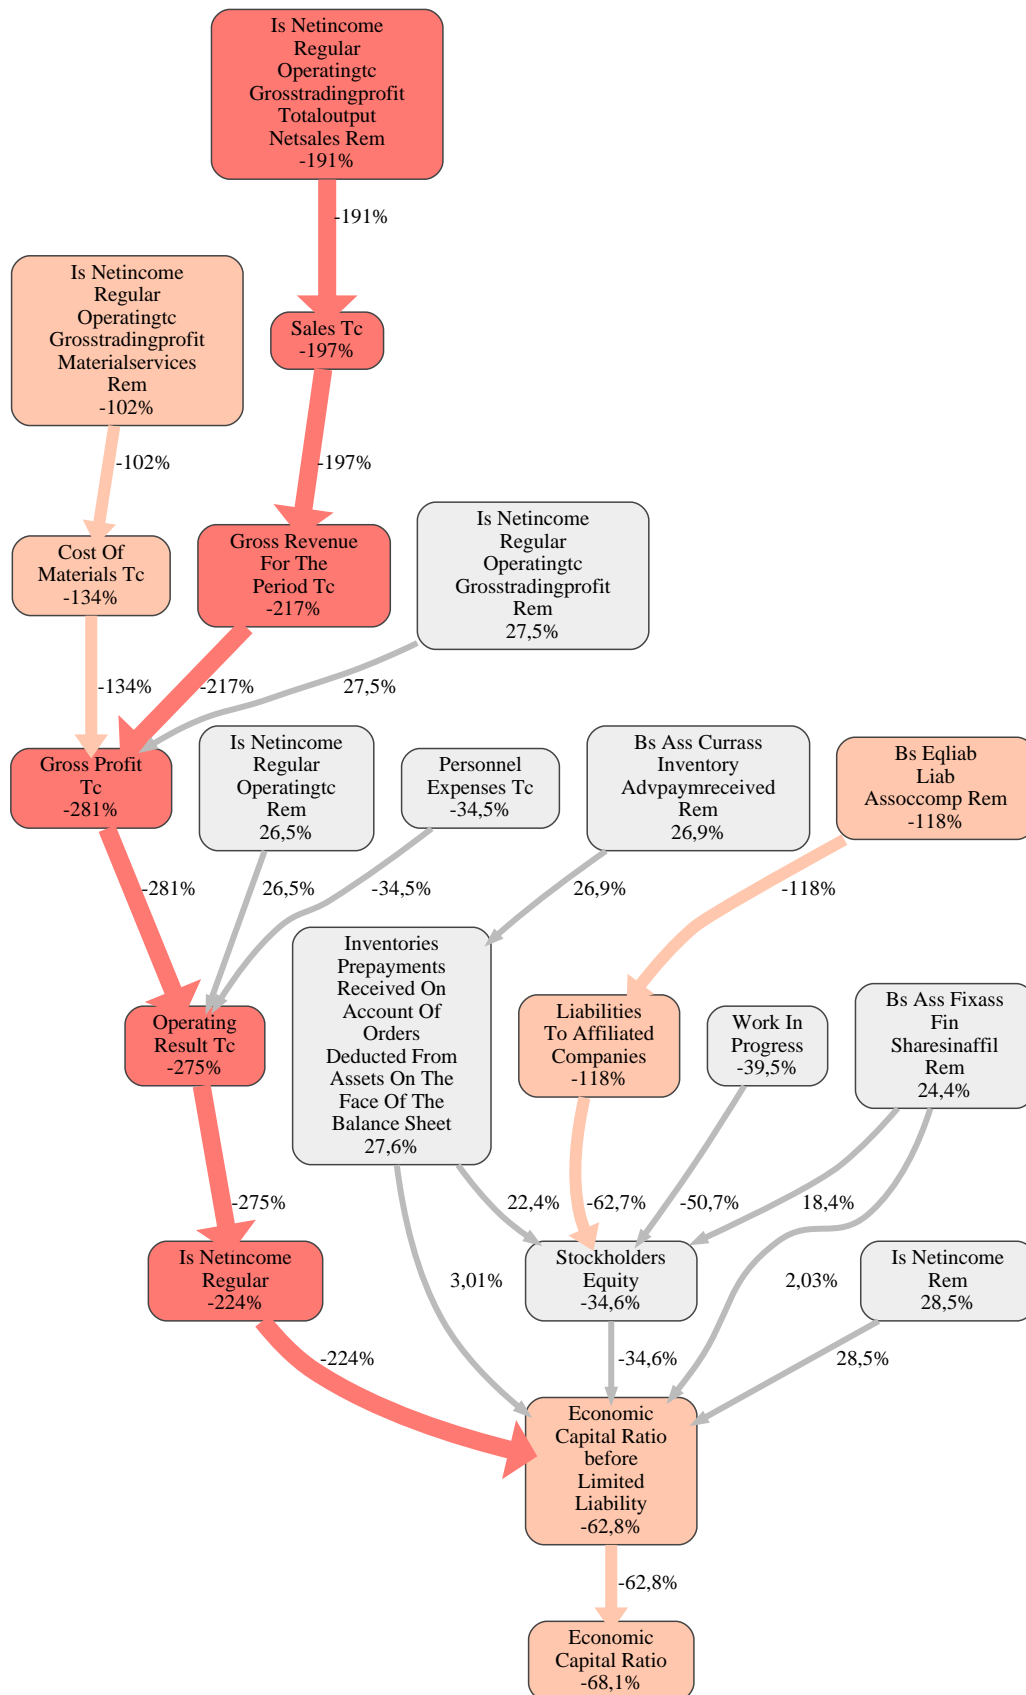 Is Netincome
Regular
Operatingtc
Grosstradingprofit
Totaloutput
Netsales Rem
-191%
-191%
Is Netincome
Regular
Operatingtc
Grosstradingprofit
Materialservices
Rem
-102%
Sales Tc
-197%
-102%
-197%
Cost Of
Materials Tc
-134%
Gross Revenue
For The
Period Tc
-217%
Is Netincome
Regular
Operatingtc
Grosstradingprofit
Rem
27,5%
-134%
-217%
27,5%
Gross Profit
Tc
-281%
Is Netincome
Regular
Operatingtc
Rem
26,5%
Personnel
Expenses Tc
-34,5%
Bs Ass Currass
Inventory
Advpaymreceived
Rem
26,9%
Bs Eqliab
Liab
Assoccomp Rem
-118%
-281%
26,5%
-34,5%
26,9%
-118%
Inventories
Prepayments
Received On
Account Of
Orders
Deducted From
Assets On The
Face Of The
Balance Sheet
27,6%
Operating
Result Tc
-275%
Liabilities
To Affiliated
Companies
-118%
Work In
Progress
-39,5%
Bs Ass Fixass
Fin
Sharesinaffil
Rem
24,4%
-275%
22,4%
-62,7%
-50,7%
18,4%
Is Netincome
Regular
-224%
3,01%
Stockholders
Equity
-34,6%
2,03%
Is Netincome
Rem
28,5%
-224%
-34,6%
28,5%
Economic
Capital Ratio
before
Limited
Liability
-62,8%
-62,8%
Economic
Capital Ratio
-68,1%